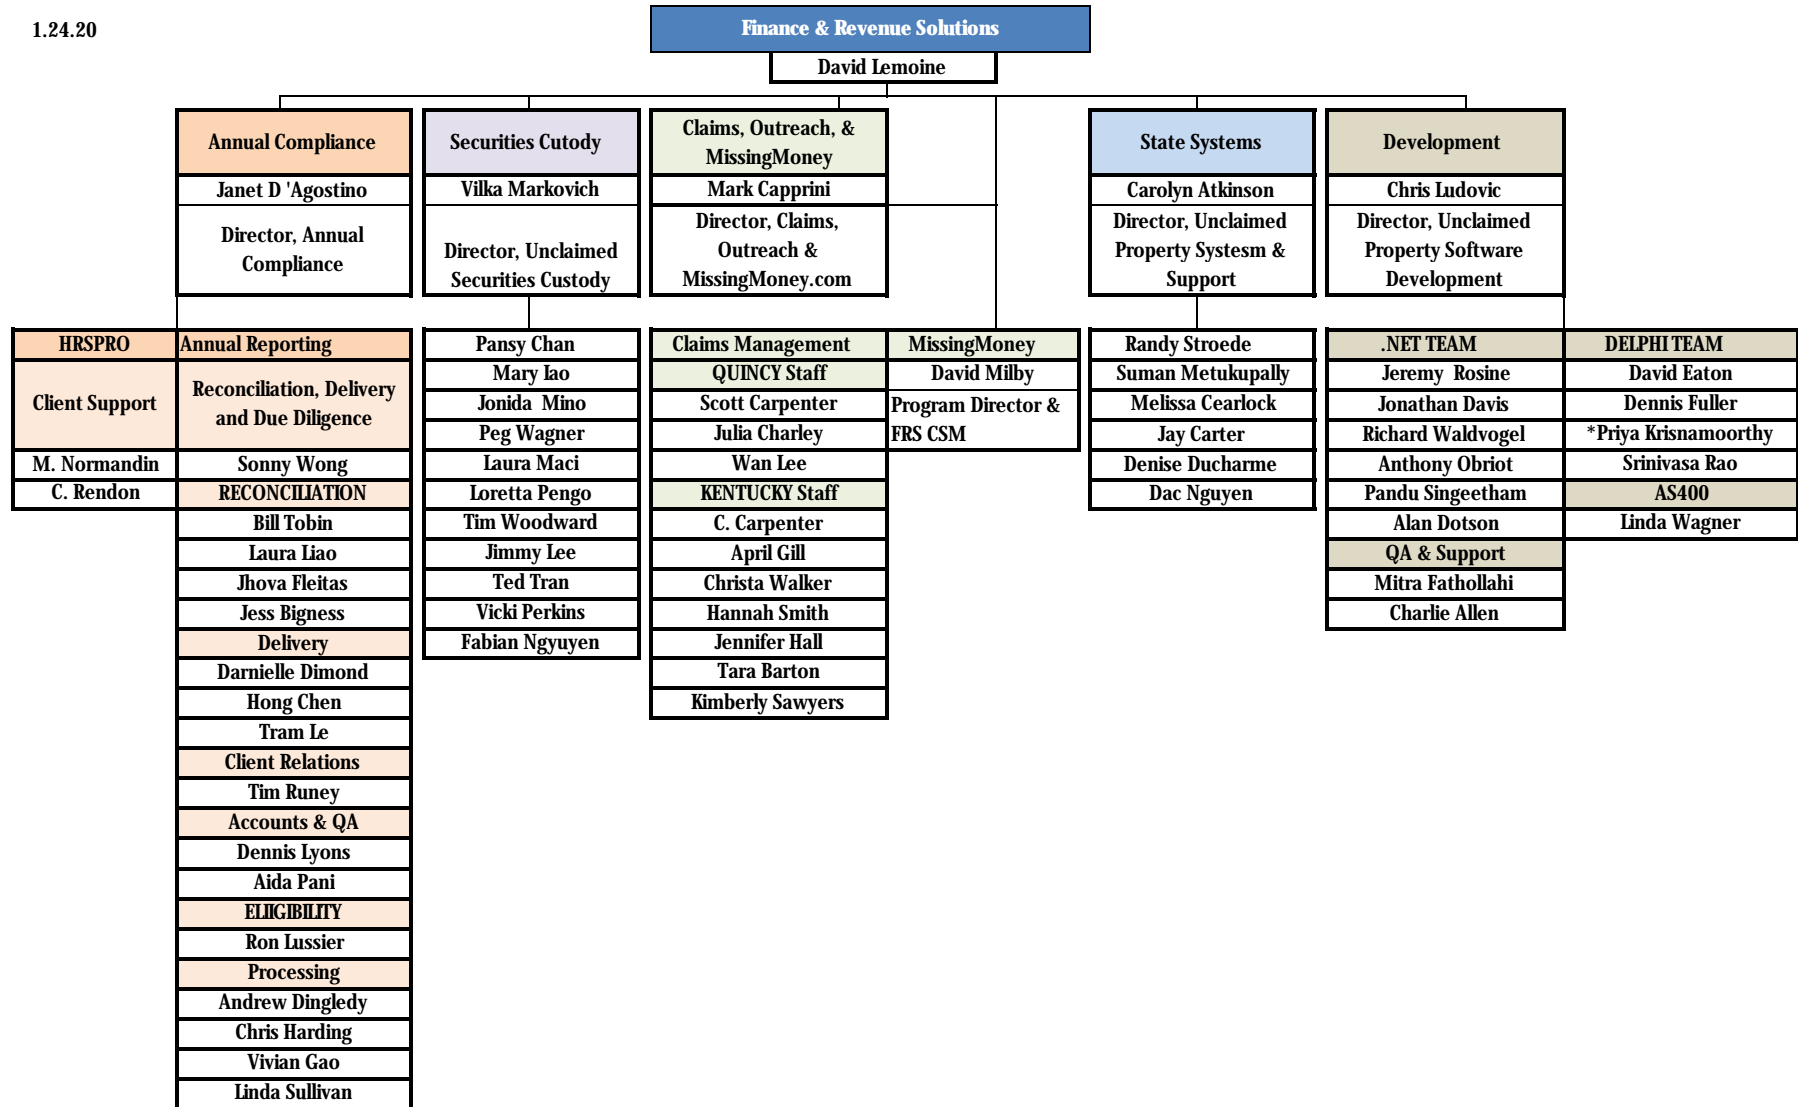 1.24.20
Finance & Revenue Solutions
David Lemoine
Annual Compliance
Janet D 'Agostino
Director, Annual
Compliance
Securities Cutody
Vilka Markovich
Director, Unclaimed
Securities Custody
Claims, Outreach, &
MissingMoney
Mark Capprini
Director, Claims,
Outreach &
MissingMoney.com
State Systems
Carolyn Atkinson
Director, Unclaimed
Property Systesm &
Support
Development
Chris Ludovic
Director, Unclaimed
Property Software
Development
HRSPRO
Client Support
M. Normandin
C. Rendon
Annual Reporting
Reconciliation, Delivery
and Due Diligence
Sonny Wong
RECONCILIATION
Bill Tobin
Laura Liao
Jhova Fleitas
Jess Bigness
Delivery
Darnielle Dimond
Hong Chen
Tram Le
Client Relations
Tim Runey
Accounts & QA
Dennis Lyons
Aida Pani
ELIIGIBILITY
Ron Lussier
Processing
Andrew Dingledy
Chris Harding
Vivian Gao
Linda Sullivan
Pansy Chan
Mary Iao
Jonida  Mino
Peg Wagner
Laura Maci
Loretta Pengo
Tim Woodward
Jimmy Lee
Ted Tran
Vicki Perkins
Fabian Ngyuyen
Claims Management
QUINCY Staff
Scott Carpenter
Julia Charley
Wan Lee
KENTUCKY Staff
C. Carpenter
April Gill
Christa Walker
Hannah Smith
Jennifer Hall
Tara Barton
Kimberly Sawyers
MissingMoney
David Milby
Program Director &
FRS CSM
Randy Stroede
Suman Metukupally
Melissa Cearlock
Jay Carter
Denise Ducharme
Dac Nguyen
.NET TEAM
Jeremy  Rosine
Jonathan Davis
Richard Waldvogel
Anthony Obriot
Pandu Singeetham
Alan Dotson
QA & Support
Mitra Fathollahi
Charlie Allen
DELPHI TEAM
David Eaton
Dennis Fuller
*Priya Krisnamoorthy
Srinivasa Rao
AS400
Linda Wagner